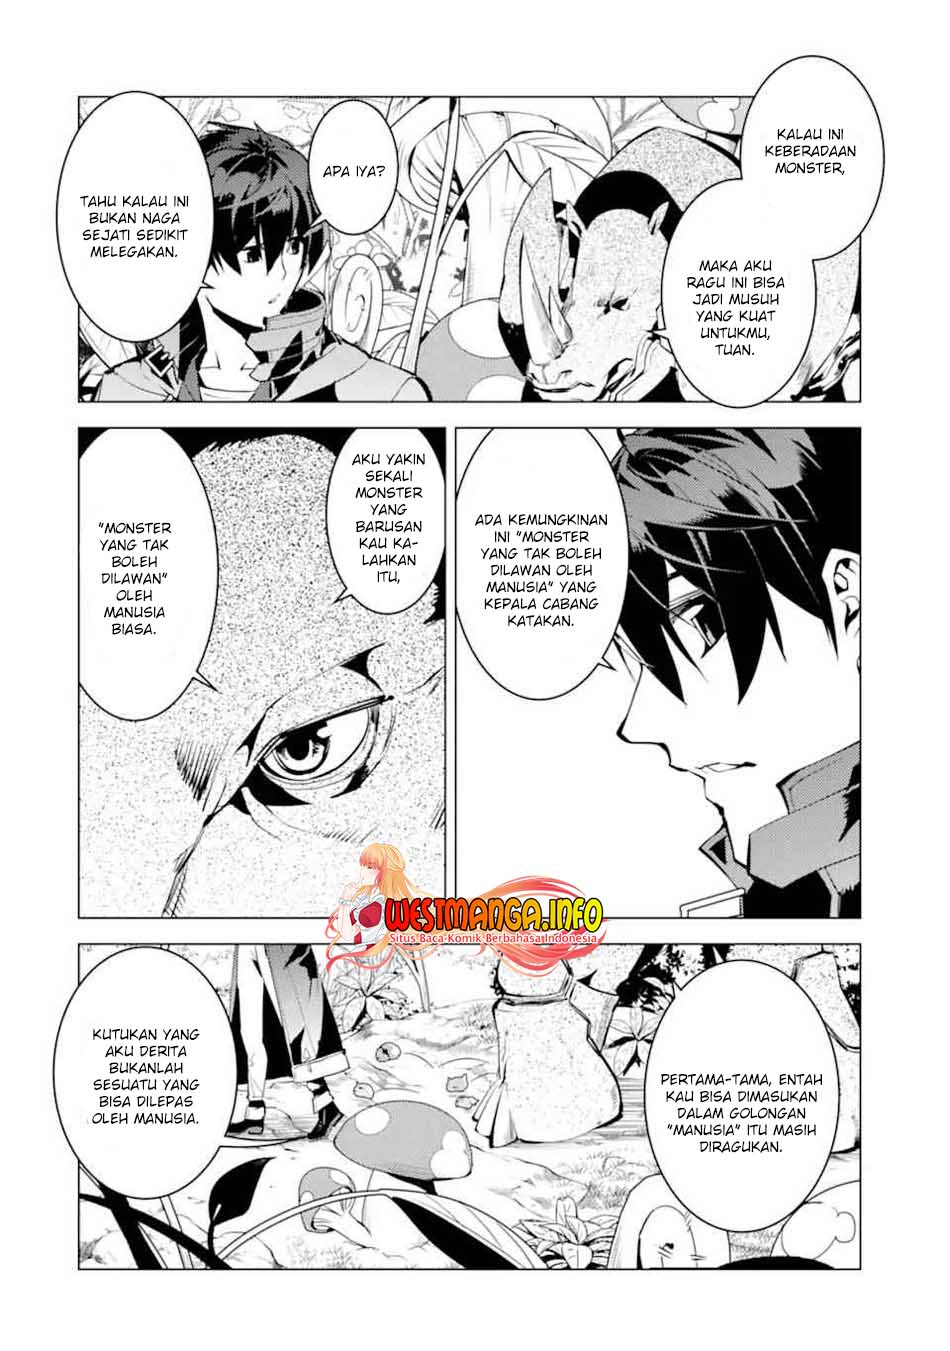 KALAU INI
KEBERADAAN
MONSTER,
MAKA AKU
RAGU INI BISA
JADI MUSUH
YANG KUAT
UNTUKMU,
TUAN.
APA IYA?
TAHU KALAU INI
BUKAN NAGA
SEJATI SEDIKIT
MELEGAKAN.
ADA KEMUNGKINAN
INI "MONSTER
YANG TAK BOLEH
DILAWAN OLEH
MANUSIA" YANG
KEPALA CABANG
KATAKAN.
AKU YAKIN
SEKALI
MONSTER
YANG
BARUSAN
KAU KA-
LAHKAN
ITU,
"MONSTER
YANG TAK
BOLEH
DILAWAN"
OLEH
MANUSIA
BIASA.
WESTMANGA.INFO
Situs Baca Komik Berbahasa Indonesia
PERTAMA-TAMA, ENTAH
KAU BISA DIMASUKAN
DALAM GOLONGAN
"MANUSIA" ITU MASIH
DIRAGUKAN.
KUTUKAN YANG
AKU DERITA
BUKANLAH
SESUATU YANG
BISA DILEPAS
OLEH MANUSIA.